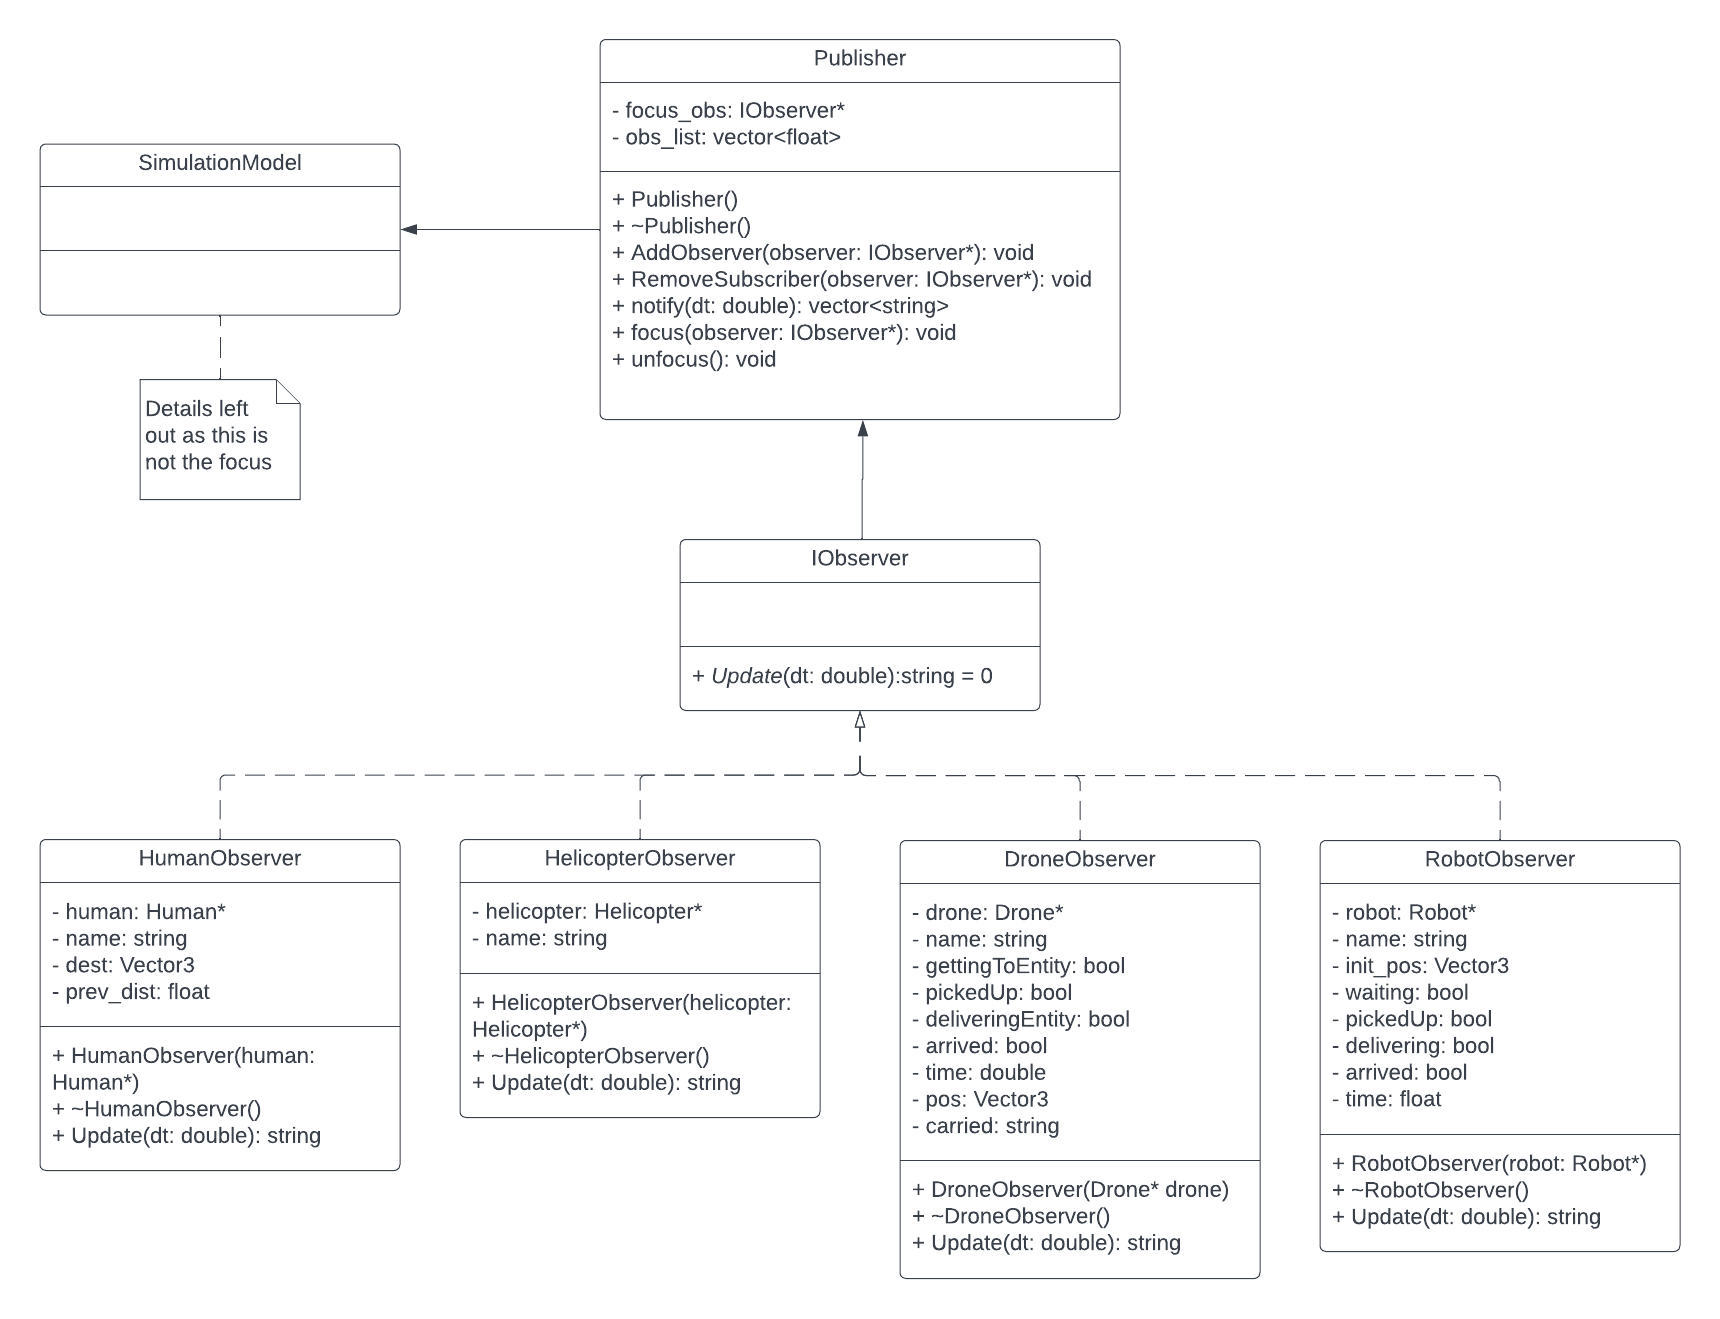 Publisher
- focus_obs: IObserver*
- obs_list: vector<float>
+ Publisher()
+ ~Publisher()
+ AddObserver(observer: IObserver*): void
+ RemoveSubscriber(observer: IObserver*): void
+ notify(dt: double): vector<string>
+ focus(observer: IObserver*): void
+ unfocus(): void
SimulationModel
Details left
out as this is
not the focus
IObserver
+ Update(dt: double):string = 0
HumanObserver
- human: Human*
- name: string
- dest: Vector3
- prev_dist: float
+ HumanObserver(human:
Human*)
+ ~HumanObserver()
+ Update(dt: double): string
HelicopterObserver
- helicopter: Helicopter*
- name: string
+ HelicopterObserver(helicopter:
Helicopter*)
+ ~HelicopterObserver()
+ Update(dt: double): string
DroneObserver
- drone: Drone*
- name: string
- gettingToEntity: bool
- pickedUp: bool
- deliveringEntity: bool
- arrived: bool
- time: double
- pos: Vector3
- carried: string
+ DroneObserver(Drone* drone)
+ ~DroneObserver()
+ Update(dt: double): string
RobotObserver
- robot: Robot*
- name: string
- init_pos: Vector3
- waiting: bool
- pickedUp: bool
- delivering: bool
- arrived: bool
- time: float
+ RobotObserver(robot: Robot*)
+ ~RobotObserver()
+ Update(dt: double): string